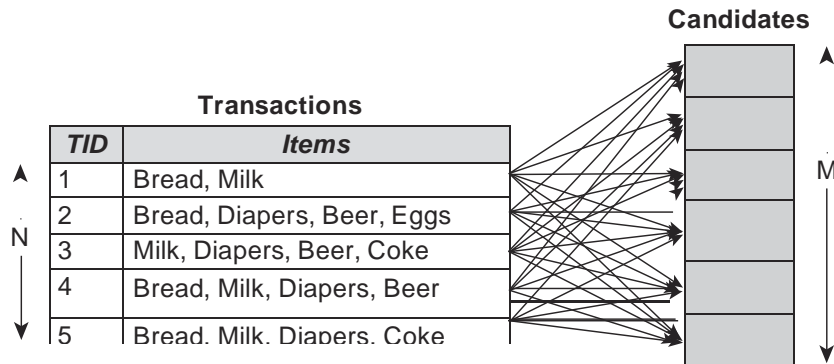 Candidates
Transactions
TID Items
1 Bread, Milk
2 Bread, Diapers, Beer, Eggs
3 Milk, Diapers, Beer, Coke
4 Bread, Milk, Diapers, Beer
5 Bread, Milk, Diapers, Coke
N
M